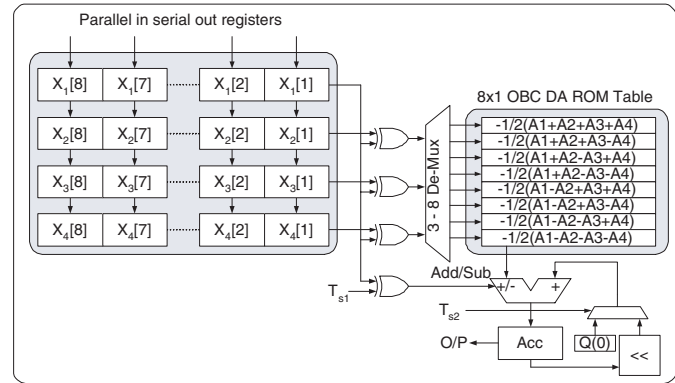 Parallel in serial out registers
X1[8] X1[7] X1[2] X1[1]
X2[8] X2[7] X2[2] X2[1]
X3[8] X3[7] X3[2] X3[1]
X4[8] X4[7] X4[2] X4[1]
3 - 8 De-Mux
8x1 OBC DA ROM Table
-1/2(A1+A2+A3+A4)
-1/2(A1+A2+A3-A4)
-1/2(A1+A2-A3+A4)
-1/2(A1+A2-A3-A4)
-1/2(A1-A2+A3+A4)
-1/2(A1-A2+A3-A4)
-1/2(A1-A2-A3+A4)
-1/2(A1-A2-A3-A4)
Add/Sub
+/- +
Ts1
Ts2
Q(0)
O/P
Acc
<<